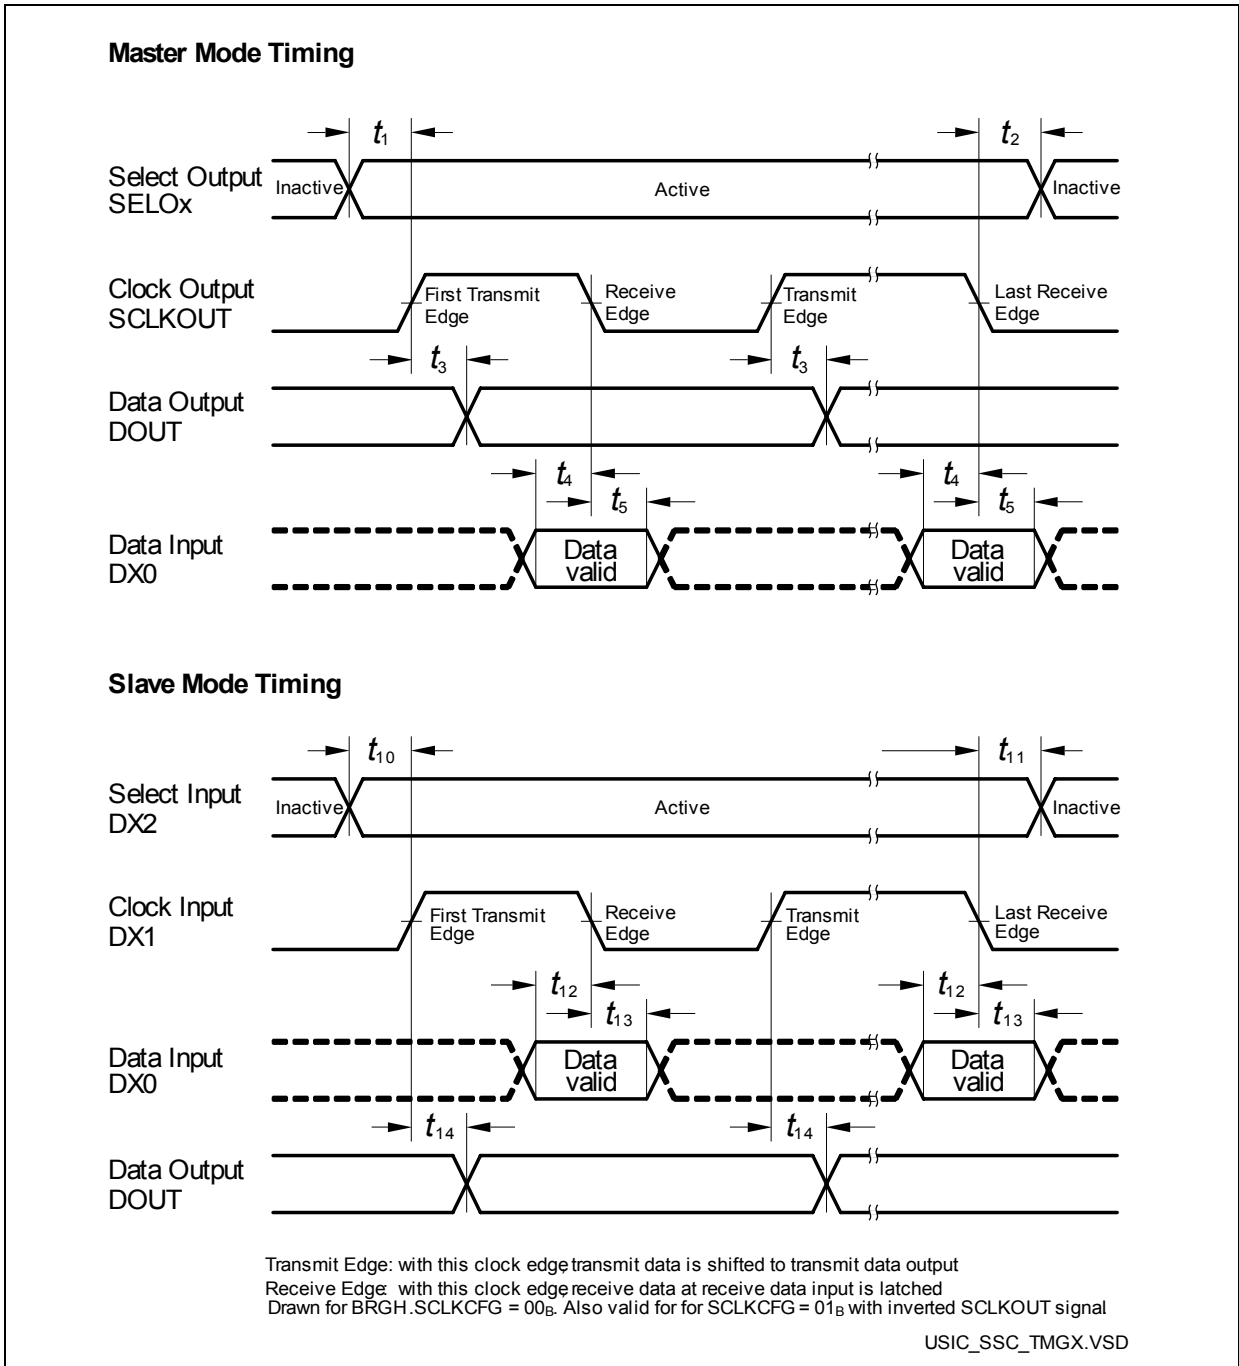 Master Mode Timing
t1
t2
Select Output
SELOx
Inactive
Active
Inactive
Clock Output
SCLKOUT
First Transmit
Edge
Receive
Edge
Transmit
Edge
Last Receive
Edge
t3
t3
Data Output
DOUT
t4
t5
t4
t5
Data Input
DX0
Data
valid
Data
valid
Slave Mode Timing
t10
t11
Select Input
DX2
Inactive
Active
Inactive
Clock Input
DX1
First Transmit
Edge
Receive
Edge
Transmit
Edge
Last Receive
Edge
t12
t13
t12
t13
Data Input
DX0
Data
valid
Data
valid
t14
t14
Data Output
DOUT
Transmit Edge: with this clock edge, transmit data is shifted to transmit data output
Receive Edge: with this clock edge, receive data at receive data input is latched
Drawn for BRGH.SCLKCFG = 00B. Also valid for for SCLKCFG = 01B with inverted SCLKOUT signal.
USIC_SSC_TMGX.VSD